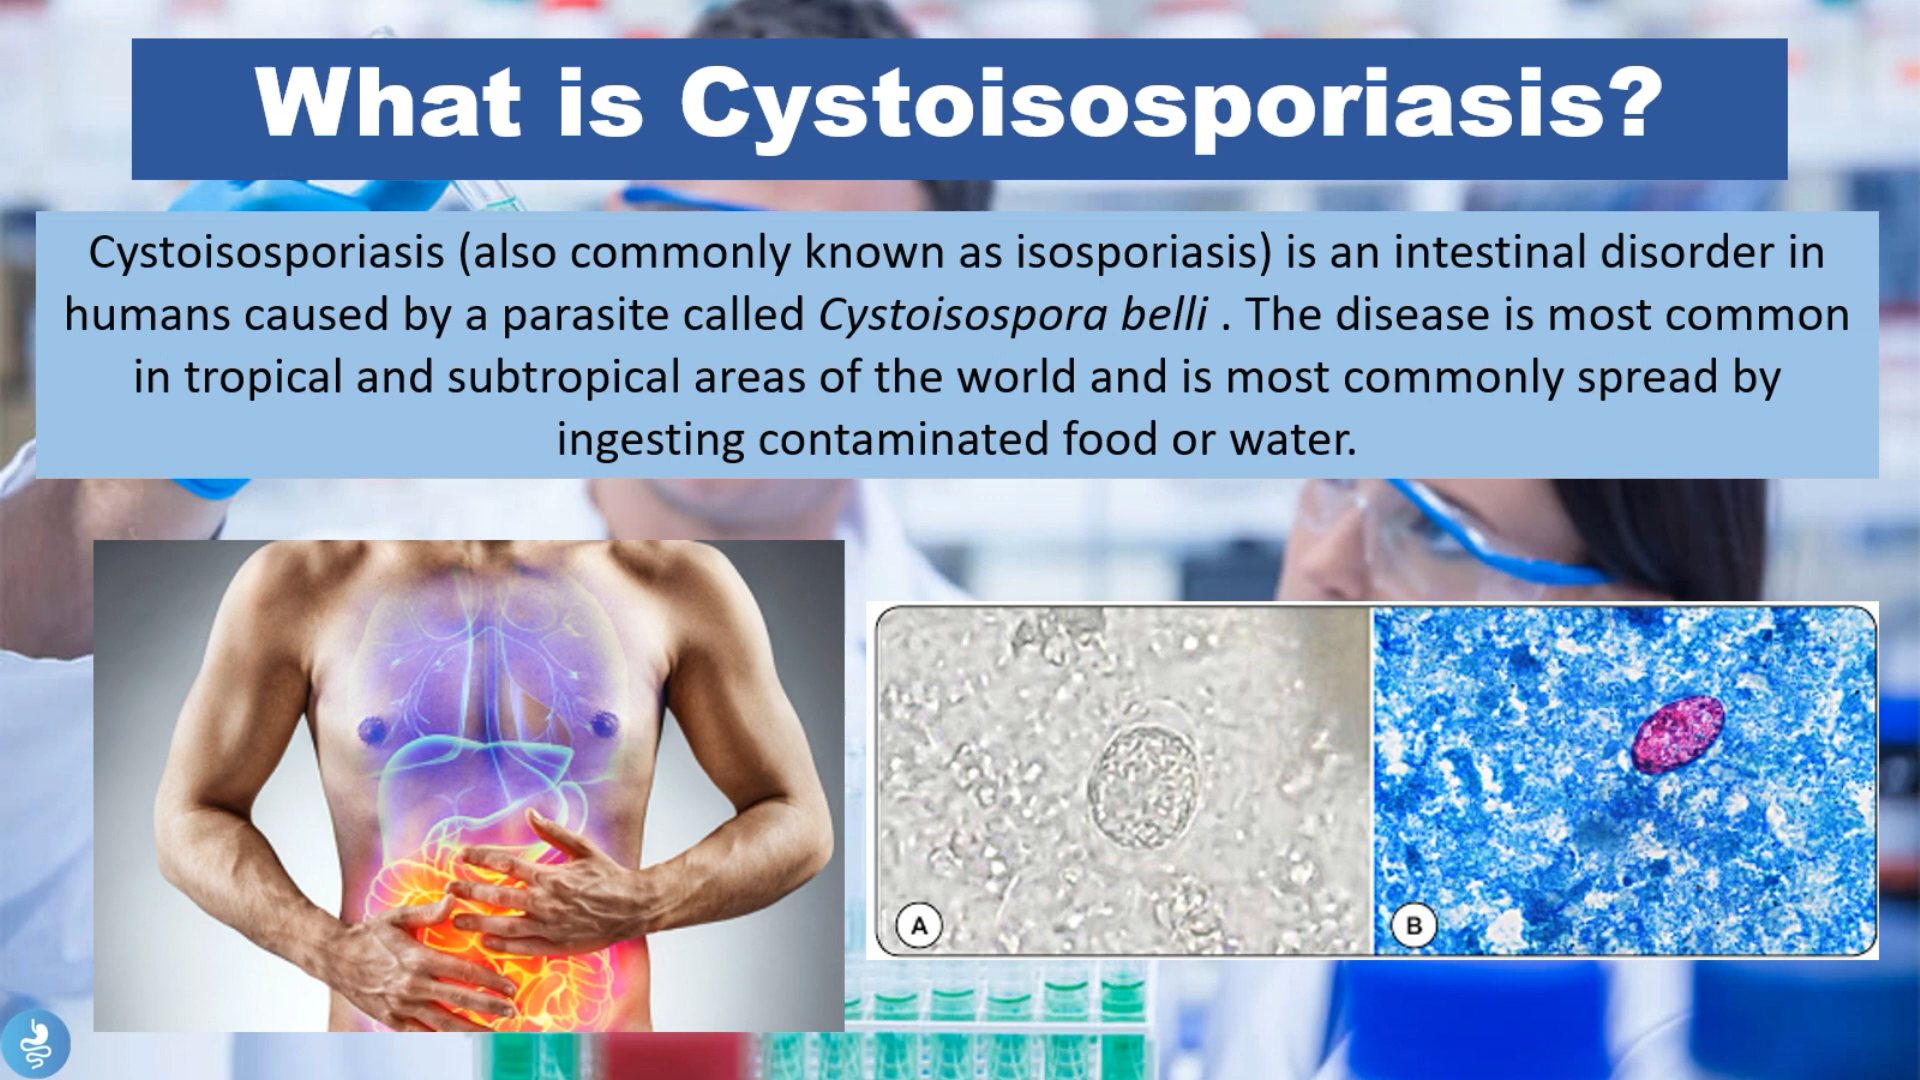 What is Cystoisosporiasis?
Cystoisosporiasis (also commonly known as isosporiasis) is an intestinal disorder in
humans caused by a parasite called Cystoisospora belli . The disease is most common
in tropical and subtropical areas of the world and is most commonly spread by
ingesting contaminated food or water.
A
B